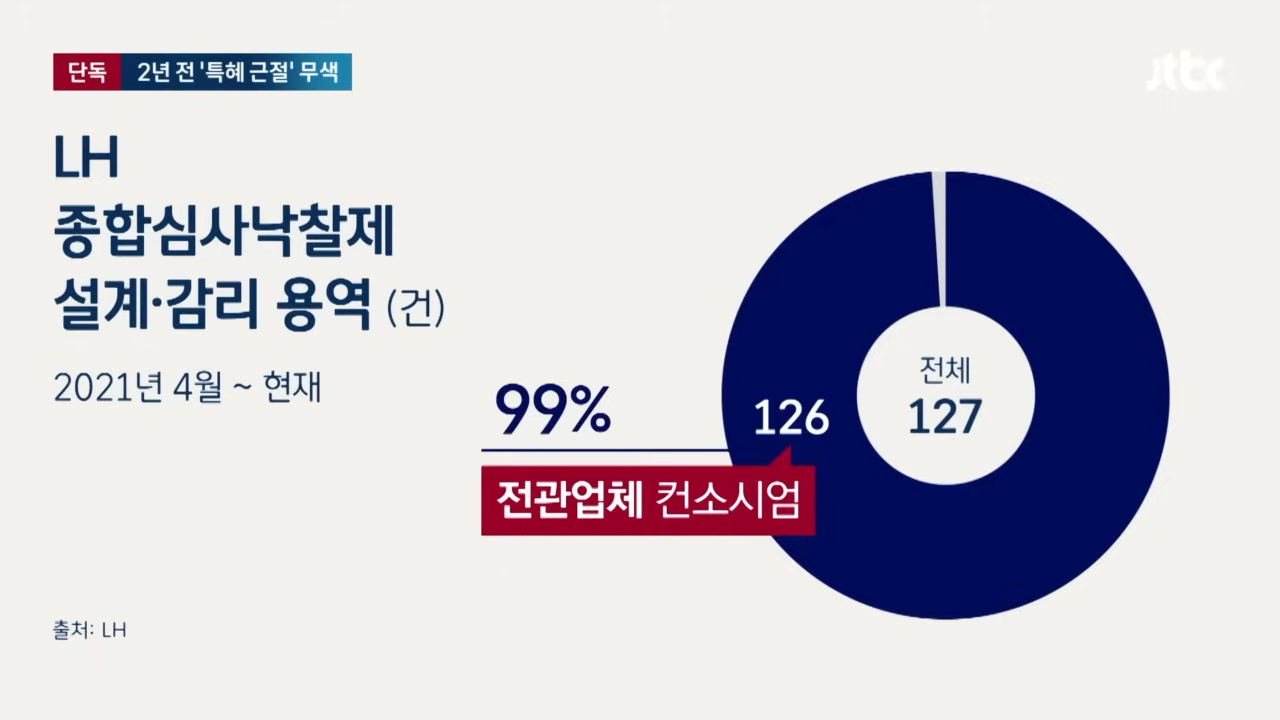 단독 2년 전 '특혜 근절' 무색
jtbc
LH
종합심사낙찰제
설계·감리 용역 (건)
2021년 4월 ~ 현재
99%
126
전체
127
전관업체 컨소시엄
출처: LH